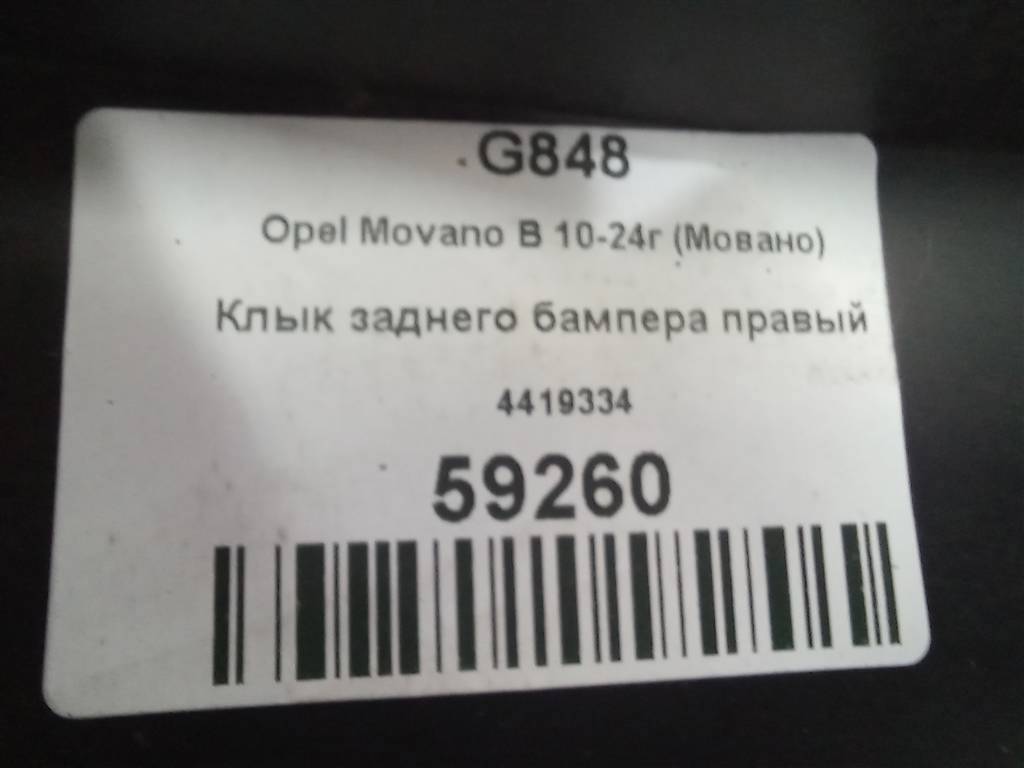 G848
Opel Movano B 10-24г (Мовано)
Клык заднего бампера правый
4419334
59260